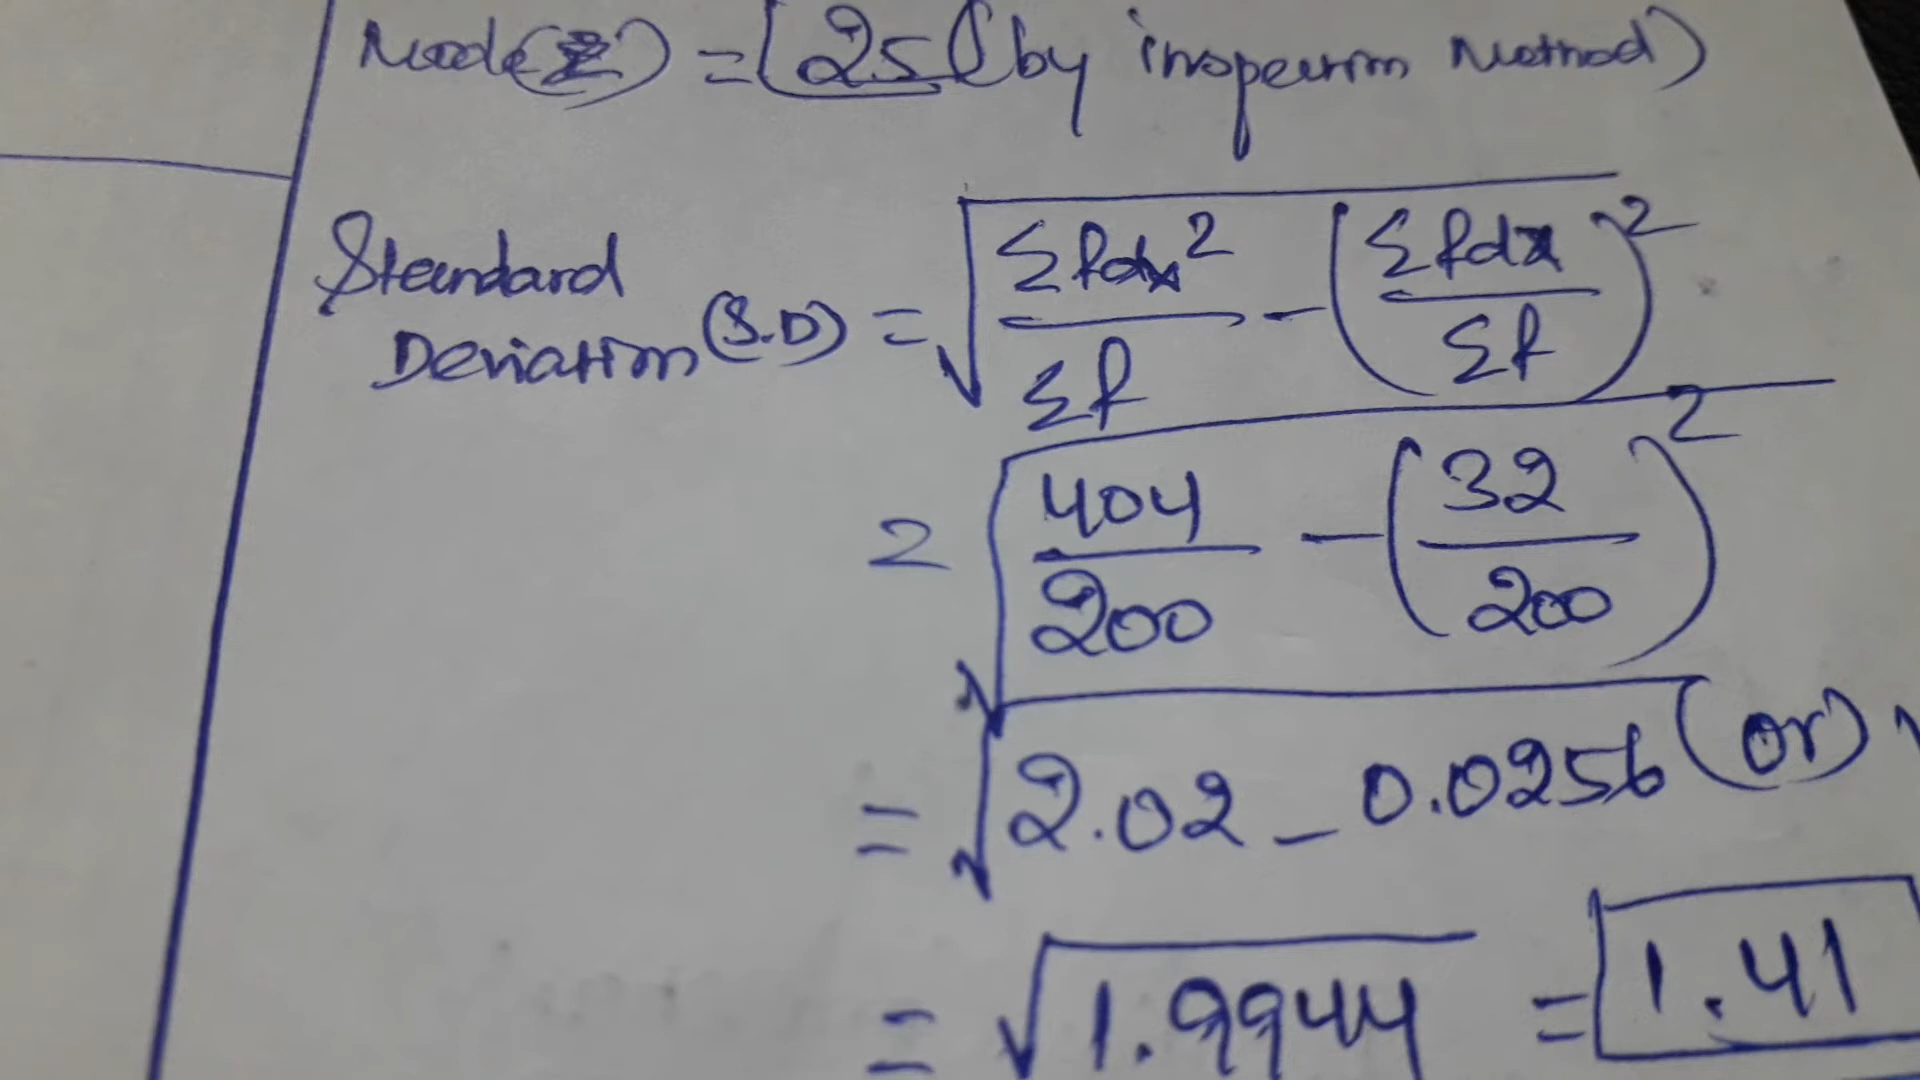 Mode(Z) = 25 (by inspection Method)
Standard Deviation (S.D) = √ Σfdx² / Σf - (Σfdx / Σf)²
= √ 404 / 200 - (32 / 200)²
= √ 2.02 - 0.0256 (or)
= √ 1.9944 = 1.41